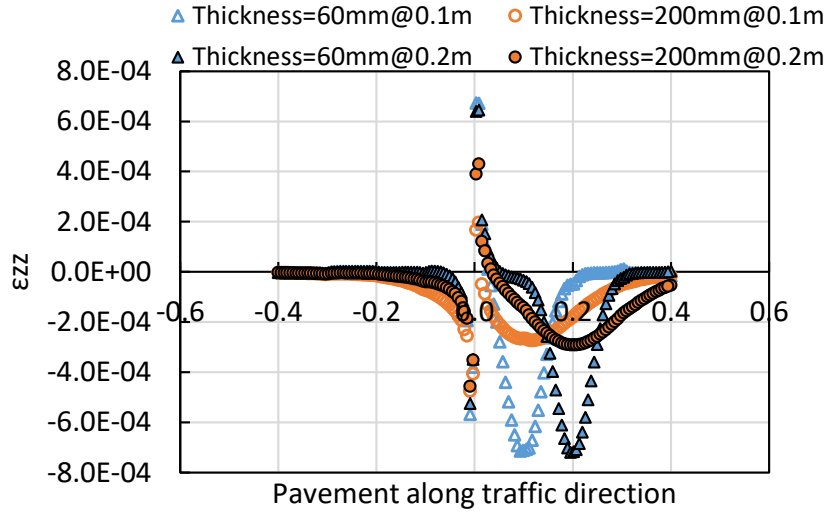 Thickness=60mm@0.1m Thickness=200mm@0.1m
Thickness=60mm@0.2m Thickness=200mm@0.2m
8.0E-04
6.0E-04
4.0E-04
2.0E-04
0.0E+00
-0.6 -0.4 -0.2 0.0 0.2 0.4 0.6
-2.0E-04
-4.0E-04
-6.0E-04
-8.0E-04
εzz
Pavement along traffic direction